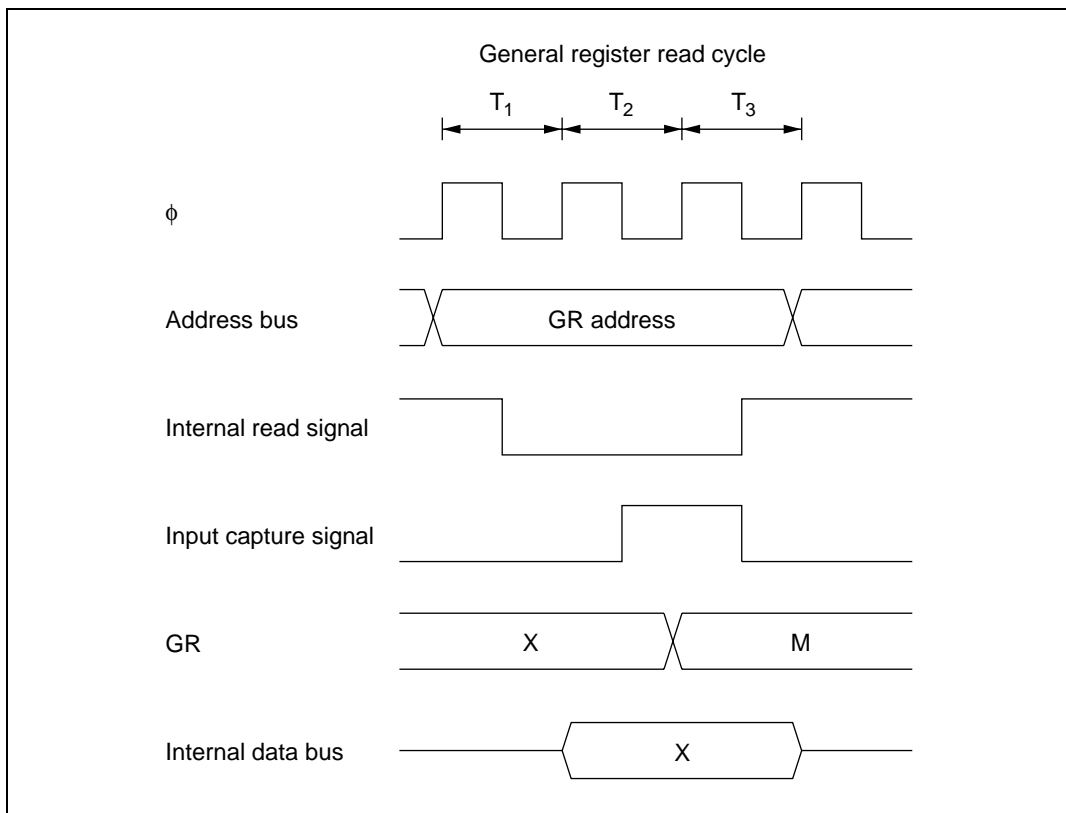 General register read cycle
T1 T2 T3
φ
Address bus GR address
Internal read signal
Input capture signal
GR X M
Internal data bus X